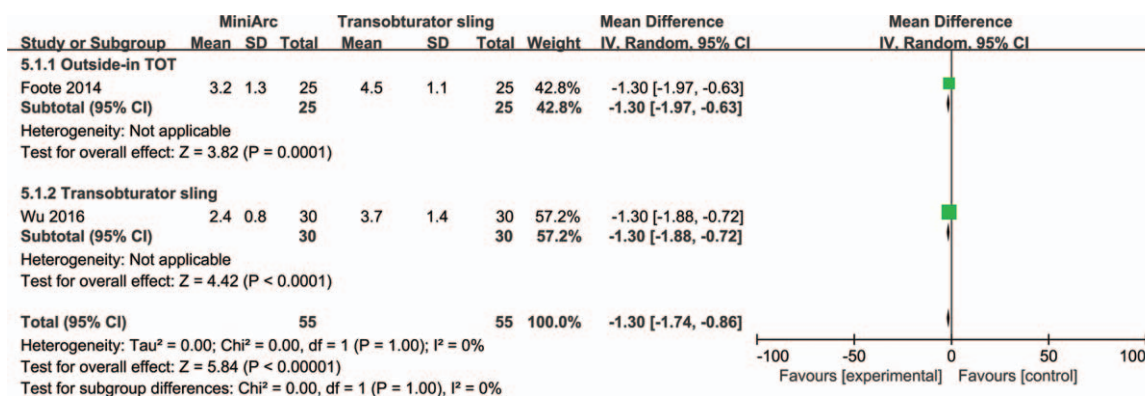 MiniArc Transobturator sling Mean Difference Mean Difference
Study or Subgroup Mean SD Total Mean SD Total Weight IV, Random, 95% CI IV, Random, 95% CI
5.1.1 Outside-in TOT
Foote 2014 3.2 1.3 25 4.5 1.1 25 42.8% -1.30 [-1.97, -0.63]
Subtotal (95% CI) 25 25 42.8% -1.30 [-1.97, -0.63]
Heterogeneity: Not applicable
Test for overall effect: Z = 3.82 (P = 0.0001)
5.1.2 Transobturator sling
Wu 2016 2.4 0.8 30 3.7 1.4 30 57.2% -1.30 [-1.88, -0.72]
Subtotal (95% CI) 30 30 57.2% -1.30 [-1.88, -0.72]
Heterogeneity: Not applicable
Test for overall effect: Z = 4.42 (P < 0.0001)
Total (95% CI) 55 55 100.0% -1.30 [-1.74, -0.86]
Heterogeneity: Tau² = 0.00; Chi² = 0.00, df = 1 (P = 1.00); I² = 0%
Test for overall effect: Z = 5.84 (P < 0.00001)
Test for subgroup differences: Chi² = 0.00, df = 1 (P = 1.00), I² = 0%
-100 -50 0 50 100
Favours [experimental] Favours [control]